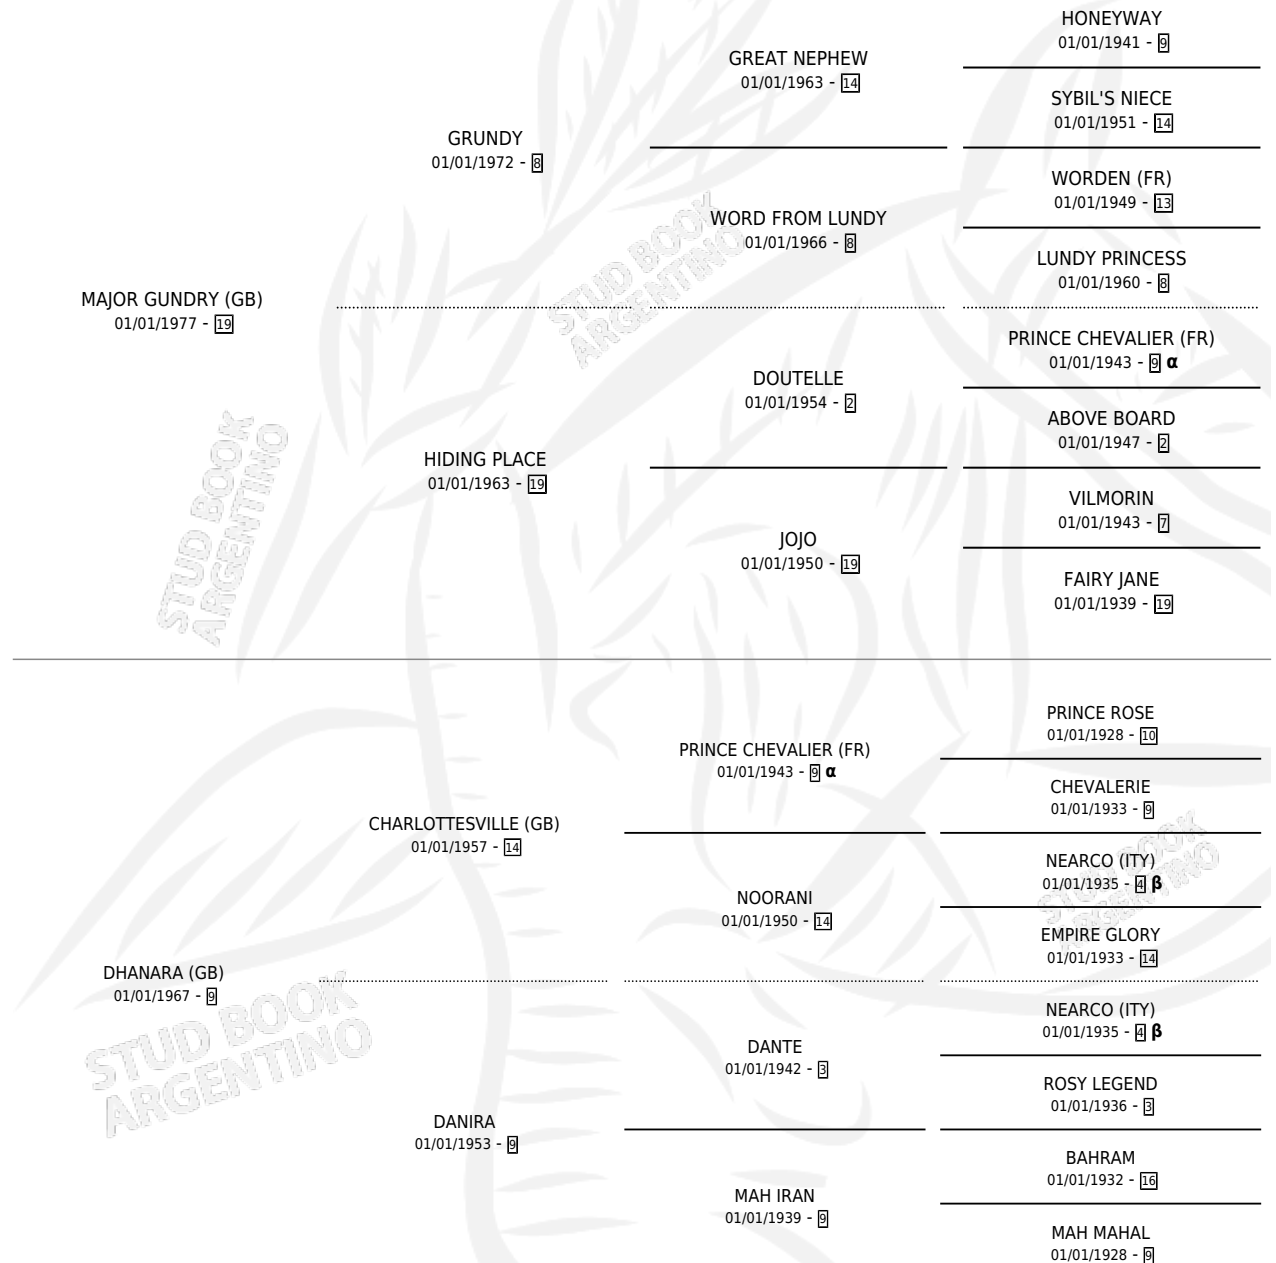 HONEYWAY
01/01/1941 - 9
GREAT NEPHEW
01/01/1963 - 14
SYBIL'S NIECE
01/01/1951 - 14
GRUNDY
01/01/1972 - 8
WORDEN (FR)
01/01/1949 - 13
WORD FROM LUNDY
01/01/1966 - 8
LUNDY PRINCESS
01/01/1960 - 8
MAJOR GUNDRY (GB)
01/01/1977 - 19
PRINCE CHEVALIER (FR)
01/01/1943 - 9 α
DOUTELLE
01/01/1954 - 2
ABOVE BOARD
01/01/1947 - 2
HIDING PLACE
01/01/1963 - 19
VILMORIN
01/01/1943 - 7
JOJO
01/01/1950 - 19
FAIRY JANE
01/01/1939 - 19
PRINCE ROSE
01/01/1928 - 10
PRINCE CHEVALIER (FR)
01/01/1943 - 9 α
CHEVALERIE
01/01/1933 - 9
CHARLOTTESVILLE (GB)
01/01/1957 - 14
NEARCO (ITY)
01/01/1935 - 4 β
NOORANI
01/01/1950 - 14
EMPIRE GLORY
01/01/1933 - 14
DHANARA (GB)
01/01/1967 - 9
NEARCO (ITY)
01/01/1935 - 4 β
DANTE
01/01/1942 - 3
ROSY LEGEND
01/01/1936 - 3
DANIRA
01/01/1953 - 9
BAHRAM
01/01/1932 - 16
MAH IRAN
01/01/1939 - 9
MAH MAHAL
01/01/1928 - 9
STUD BOOK
ARGENTINO
STUD BOOK
ARGENTINO
STUD BOOK
ARGENTINO
STUD BOOK
ARGENTINO